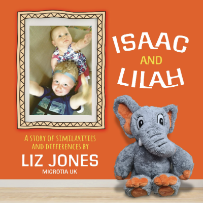 ISAAC
AND
LILAH
A STORY OF SIMILARITIES
AND DIFFERENCES BY
LIZ JONES
MICROTIA UK